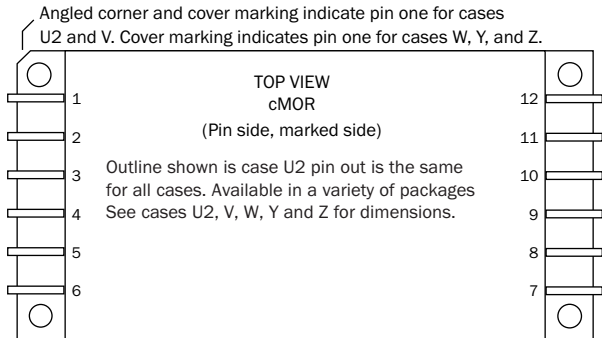 Angled corner and cover marking indicate pin one for cases
U2 and V. Cover marking indicates pin one for cases W, Y, and Z.
TOP VIEW
cMOR
(Pin side, marked side)
1
12
2
11
3
10
4
9
5
8
6
7
Outline shown is case U2 pin out is the same
for all cases. Available in a variety of packages
See cases U2, V, W, Y and Z for dimensions.